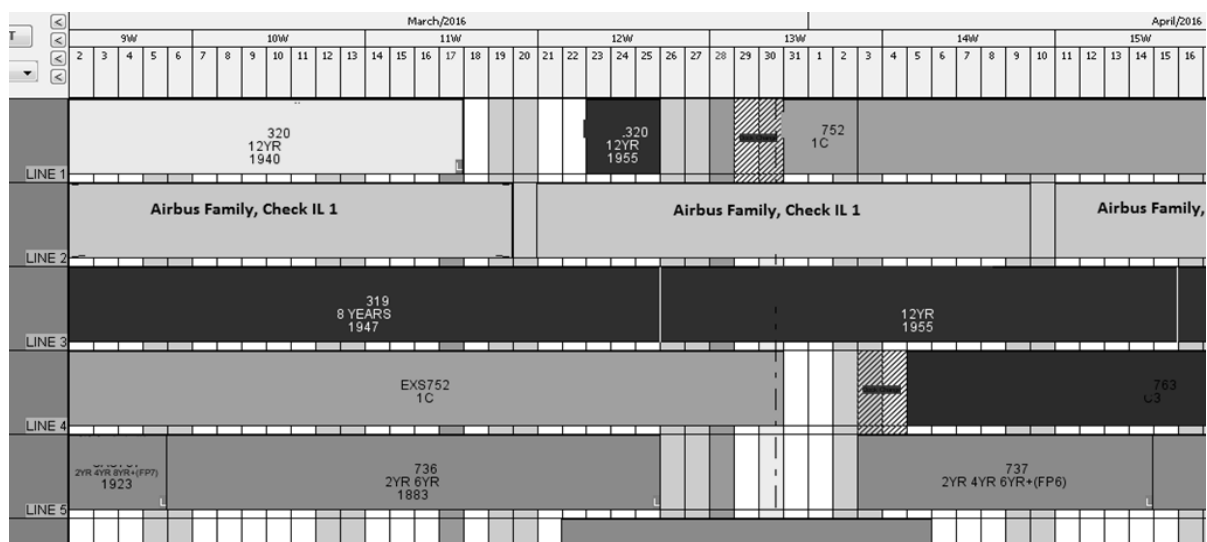 March/2016
April/2016
T
<
<
<
<
9W
10W
11W
12W
13W
14W
15W
2 3 4 5 6 7 8 9 10 11 12 13 14 15 16 17 18 19 20 21 22 23 24 25 26 27 28 29 30 31 1 2 3 4 5 6 7 8 9 10 11 12 13 14 15 16
LINE 1
320
12YR
1940
L
.320
12YR
1955
752
1C
LINE 2
Airbus Family, Check IL 1
Airbus Family, Check IL 1
Airbus Family,
LINE 3
319
8 YEARS
1947
12YR
1955
LINE 4
EXS752
1C
763
C3
LINE 5
2YR 4YR 8YR+(FP7)
1923
L
736
2YR 6YR
1883
L
737
2YR 4YR 6YR+(FP6)
L